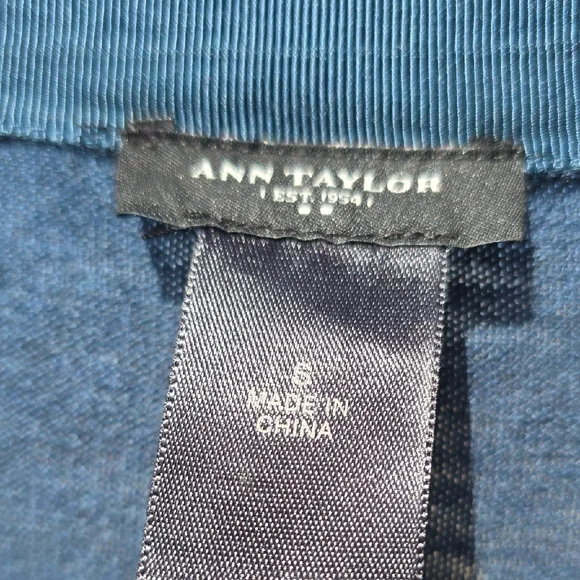 ANN TAYLOR
EST. 1954
S
MADE IN
CHINA